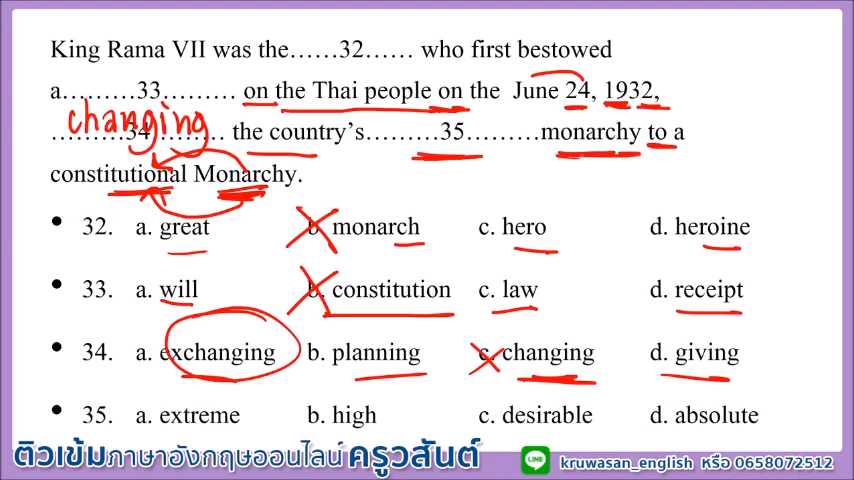 King Rama VII was the……32…… who first bestowed
a………33……… on the Thai people on the June 24, 1932,
changing
………34……… the country's………35………monarchy to a
constitutional Monarchy.
• 32. a. great b. monarch c. hero d. heroine
• 33. a. will b. constitution c. law d. receipt
• 34. a. exchanging b. planning c. changing d. giving
• 35. a. extreme b. high c. desirable d. absolute
ติวเข้มภาษาอังกฤษออนไลน์ ครูวสันต์ LINE kruwasan_english หรือ 0658072512